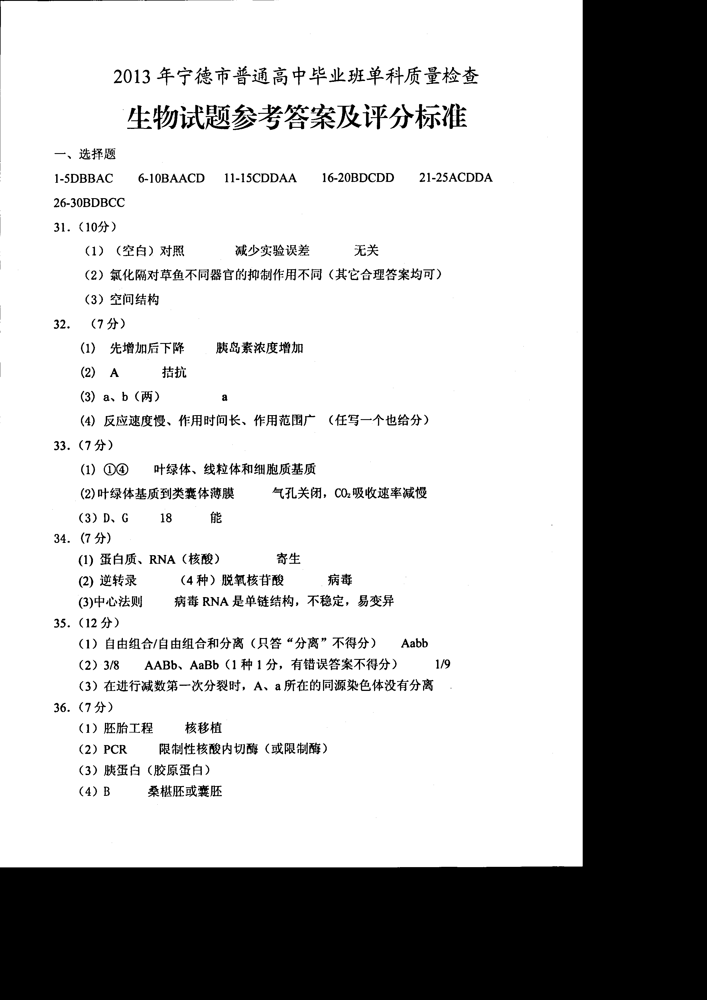 2013 年宁德市普通高中毕业班单科质量检查
生物试题参考答案及评分标准
一、选择题
1-5DBBAC 6-10BAACD 11-15CDDAA 16-20BDCDD 21-25ACDDA
26-30BDBCC
31.（10分）
（1）（空白）对照 减少实验误差 无关
（2）氯化隔对草鱼不同器官的抑制作用不同（其它合理答案均可）
（3）空间结构
32. （7 分）
(1) 先增加后下降 胰岛素浓度增加
(2) A 拮抗
(3) a、b（两） a
(4) 反应速度慢、作用时间长、作用范围广 （任写一个也给分）
33.（7 分）
(1) ①④ 叶绿体、线粒体和细胞质基质
(2)叶绿体基质到类囊体薄膜 气孔关闭，CO₂吸收速率减慢
（3）D、G 18 能
34. (7 分)
(1) 蛋白质、RNA（核酸） 寄生
(2) 逆转录 （4 种）脱氧核苷酸 病毒
(3)中心法则 病毒 RNA 是单链结构，不稳定，易变异
35.（12 分）
（1）自由组合/自由组合和分离（只答“分离”不得分） Aabb
（2）3/8 AABb、AaBb（1 种 1 分，有错误答案不得分） 1/9
（3）在进行减数第一次分裂时，A、a 所在的同源染色体没有分离
36.（7 分）
（1）胚胎工程 核移植
（2）PCR 限制性核酸内切酶（或限制酶）
（3）胰蛋白（胶原蛋白）
（4）B 桑椹胚或囊胚